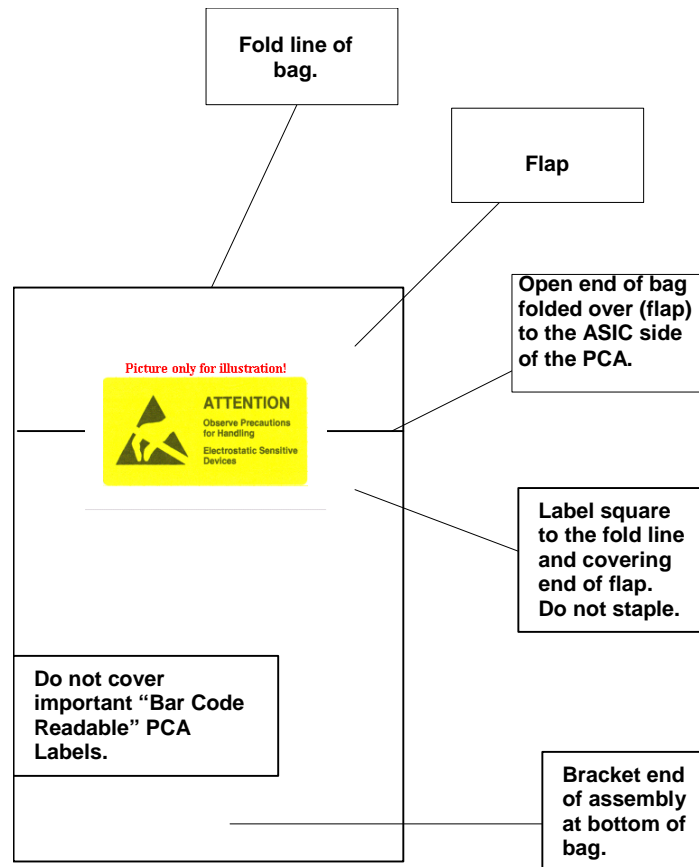 Fold line of
bag.
Flap
Open end of bag
folded over (flap)
to the ASIC side
of the PCA.
Picture only for illustration!
ATTENTION
Observe Precautions
for Handling
Electrostatic Sensitive
Devices
Label square
to the fold line
and covering
end of flap.
Do not staple.
Do not cover
important “Bar Code
Readable” PCA
Labels.
Bracket end
of assembly
at bottom of
bag.